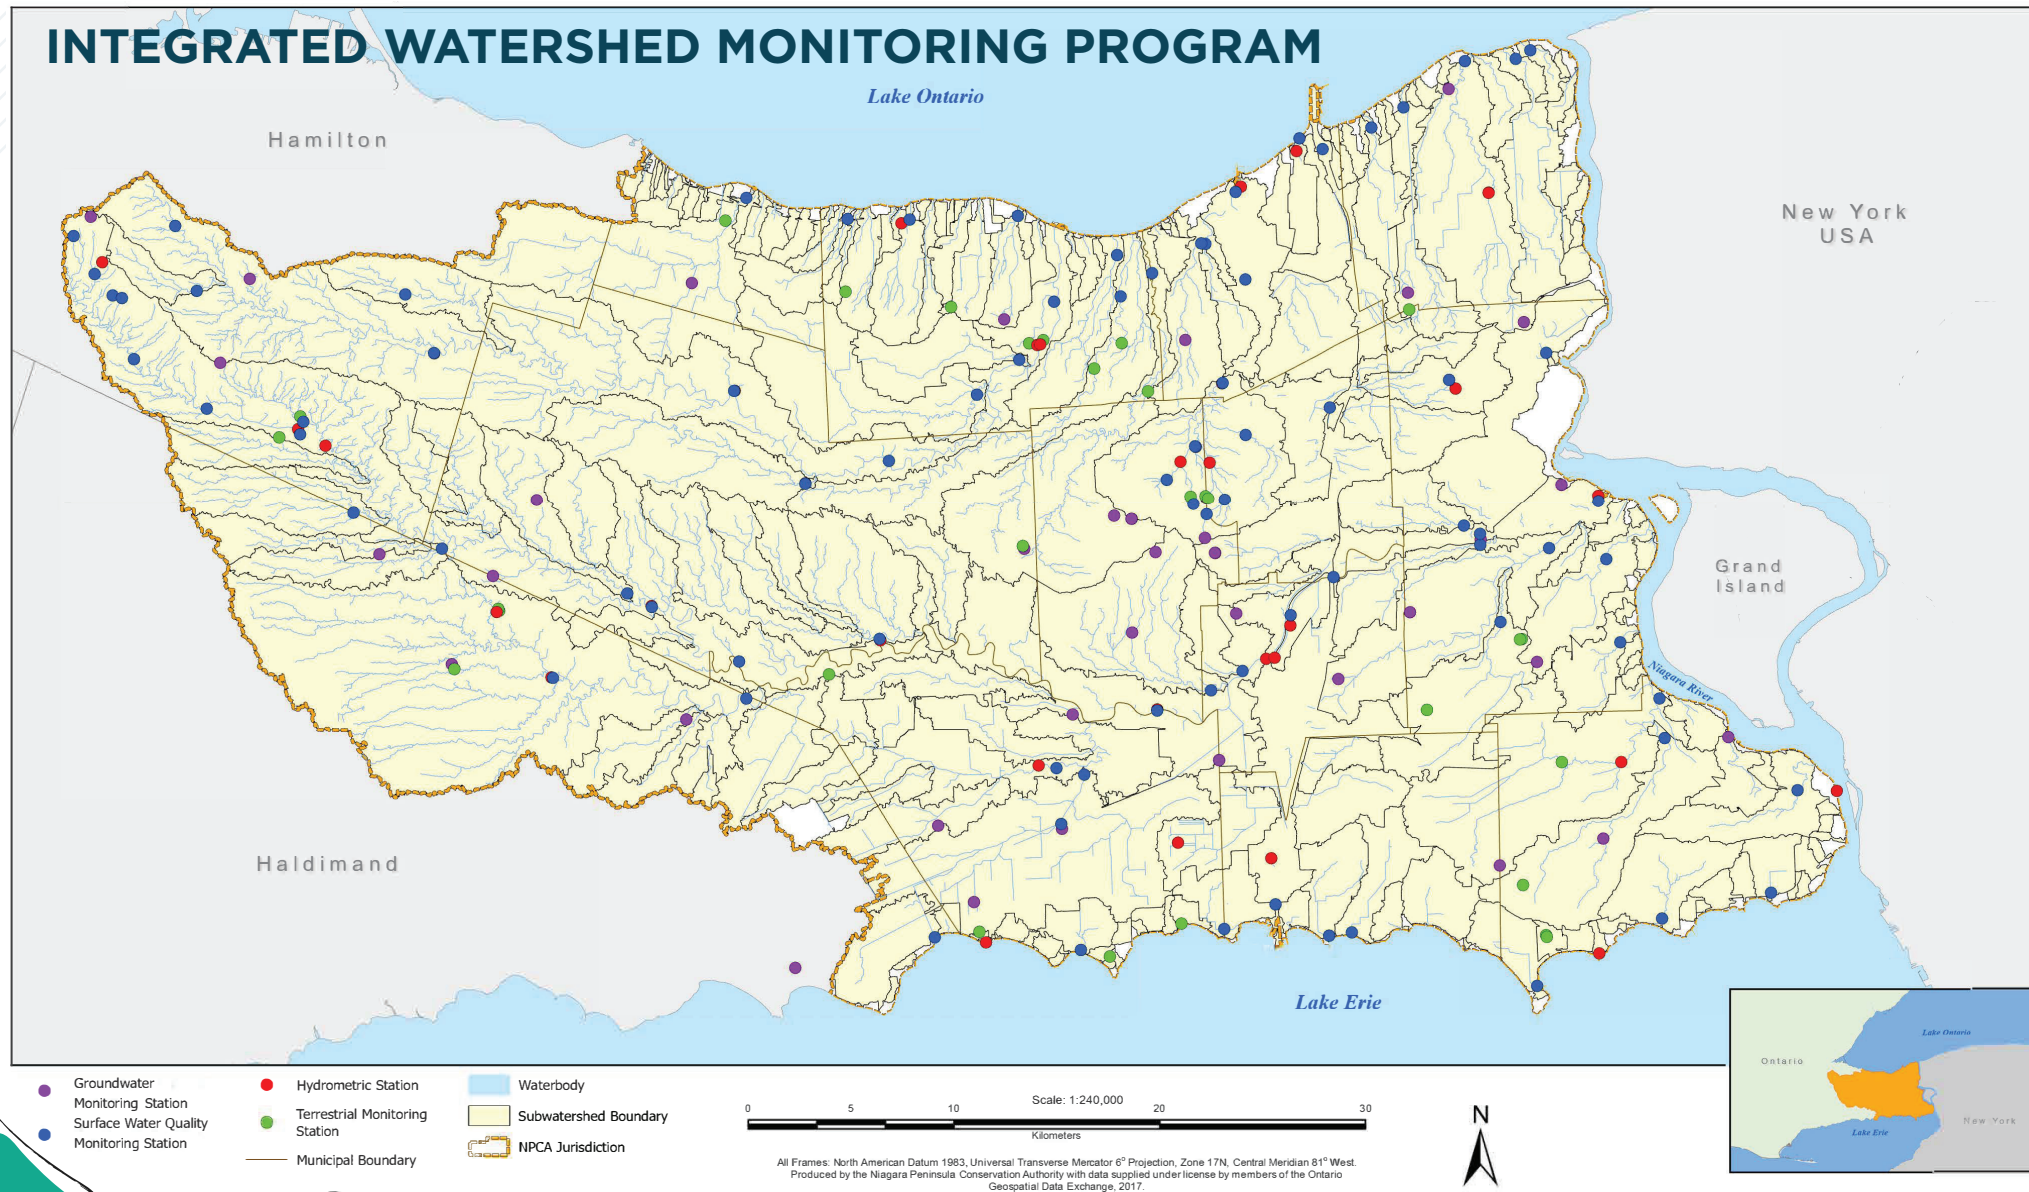 INTEGRATED WATERSHED MONITORING PROGRAM
Lake Ontario
Hamilton
New York
USA
Grand
Island
Niagara River
Haldimand
Lake Erie
Groundwater
Monitoring Station
Surface Water Quality
Monitoring Station
Hydrometric Station
Terrestrial Monitoring
Station
Municipal Boundary
Waterbody
Subwatershed Boundary
NPCA Jurisdiction
Scale: 1:240,000
0 5 10 20 30
Kilometers
All Frames: North American Datum 1983, Universal Transverse Mercator 6° Projection, Zone 17N, Central Meridian 81° West.
Produced by the Niagara Peninsula Conservation Authority with data supplied under license by members of the Ontario
Geospatial Data Exchange, 2017.
N
Lake Ontario
Ontario
New York
Lake Erie